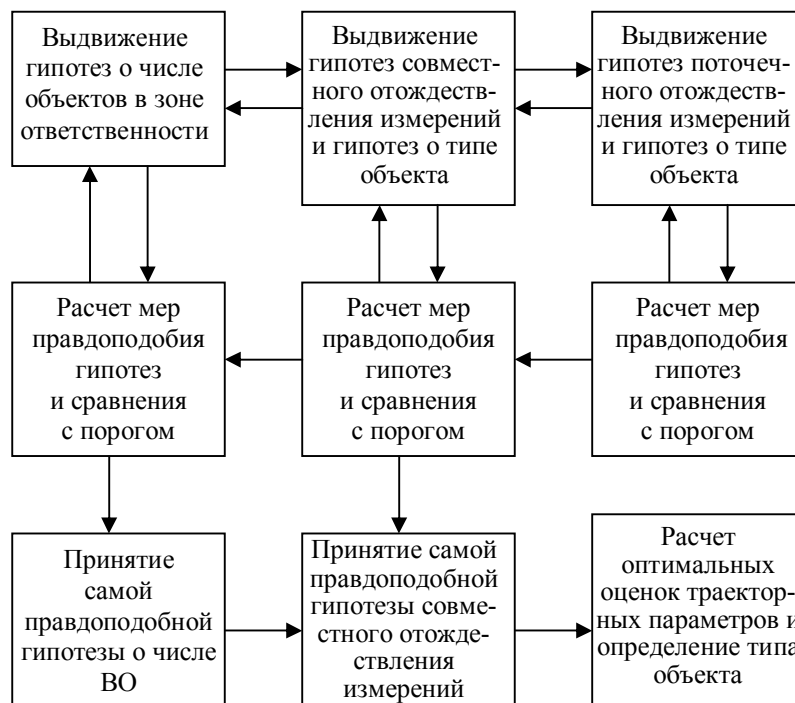 Выдвижение
гипотез о числе
объектов в зоне
ответственности
Выдвижение
гипотез совмест-
ного отождеств-
ления измерений
и гипотез о типе
объекта
Выдвижение
гипотез поточеч-
ного отождеств-
ления измерений
и гипотез о типе
объекта
Расчет мер
правдоподобия
гипотез
и сравнения
с порогом
Расчет мер
правдоподобия
гипотез
и сравнения
с порогом
Расчет мер
правдоподобия
гипотез
и сравнения
с порогом
Принятие
самой
правдоподобной
гипотезы о числе
ВО
Принятие самой
правдоподобной
гипотезы совме-
стного отожде-
ствления
измерений
Расчет
оптимальных
оценок траектор-
ных параметров и
определение типа
объекта